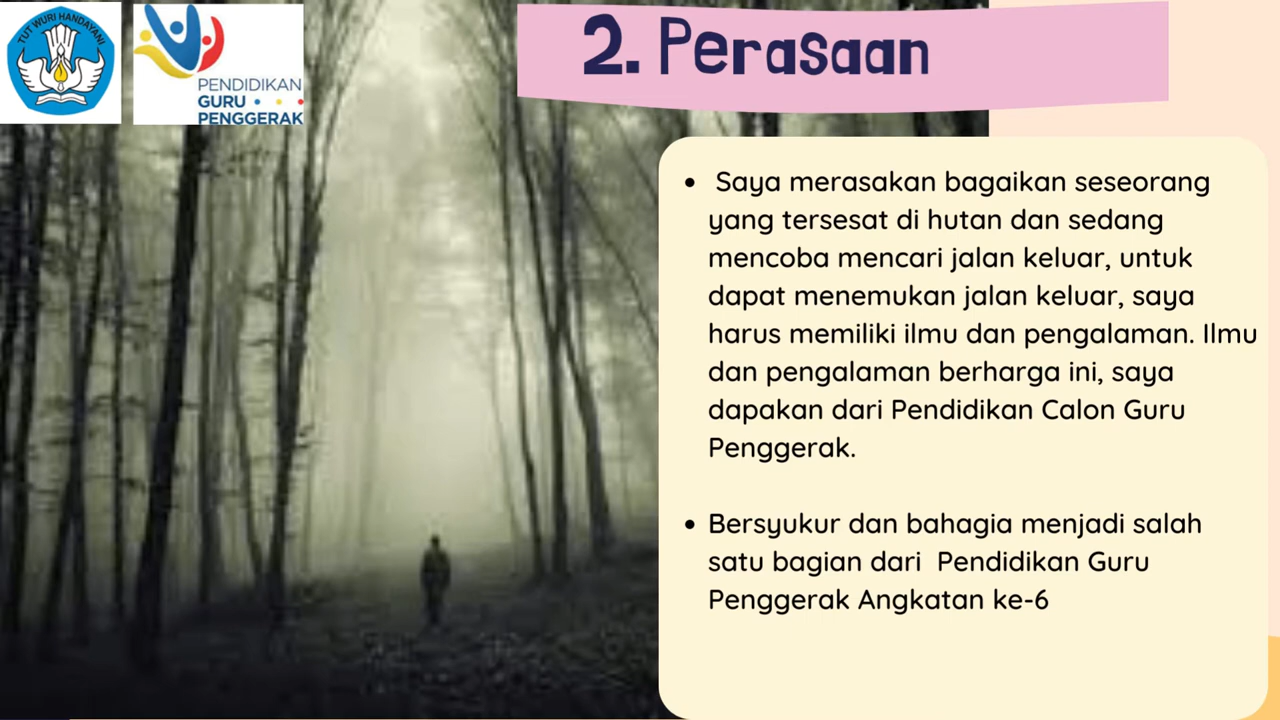 TUT WURI HANDAYANI
PENDIDIKAN
GURU
PENGGERAK
2. Perasaan
• Saya merasakan bagaikan seseorang
yang tersesat di hutan dan sedang
mencoba mencari jalan keluar, untuk
dapat menemukan jalan keluar, saya
harus memiliki ilmu dan pengalaman. Ilmu
dan pengalaman berharga ini, saya
dapakan dari Pendidikan Calon Guru
Penggerak.
• Bersyukur dan bahagia menjadi salah
satu bagian dari Pendidikan Guru
Penggerak Angkatan ke-6